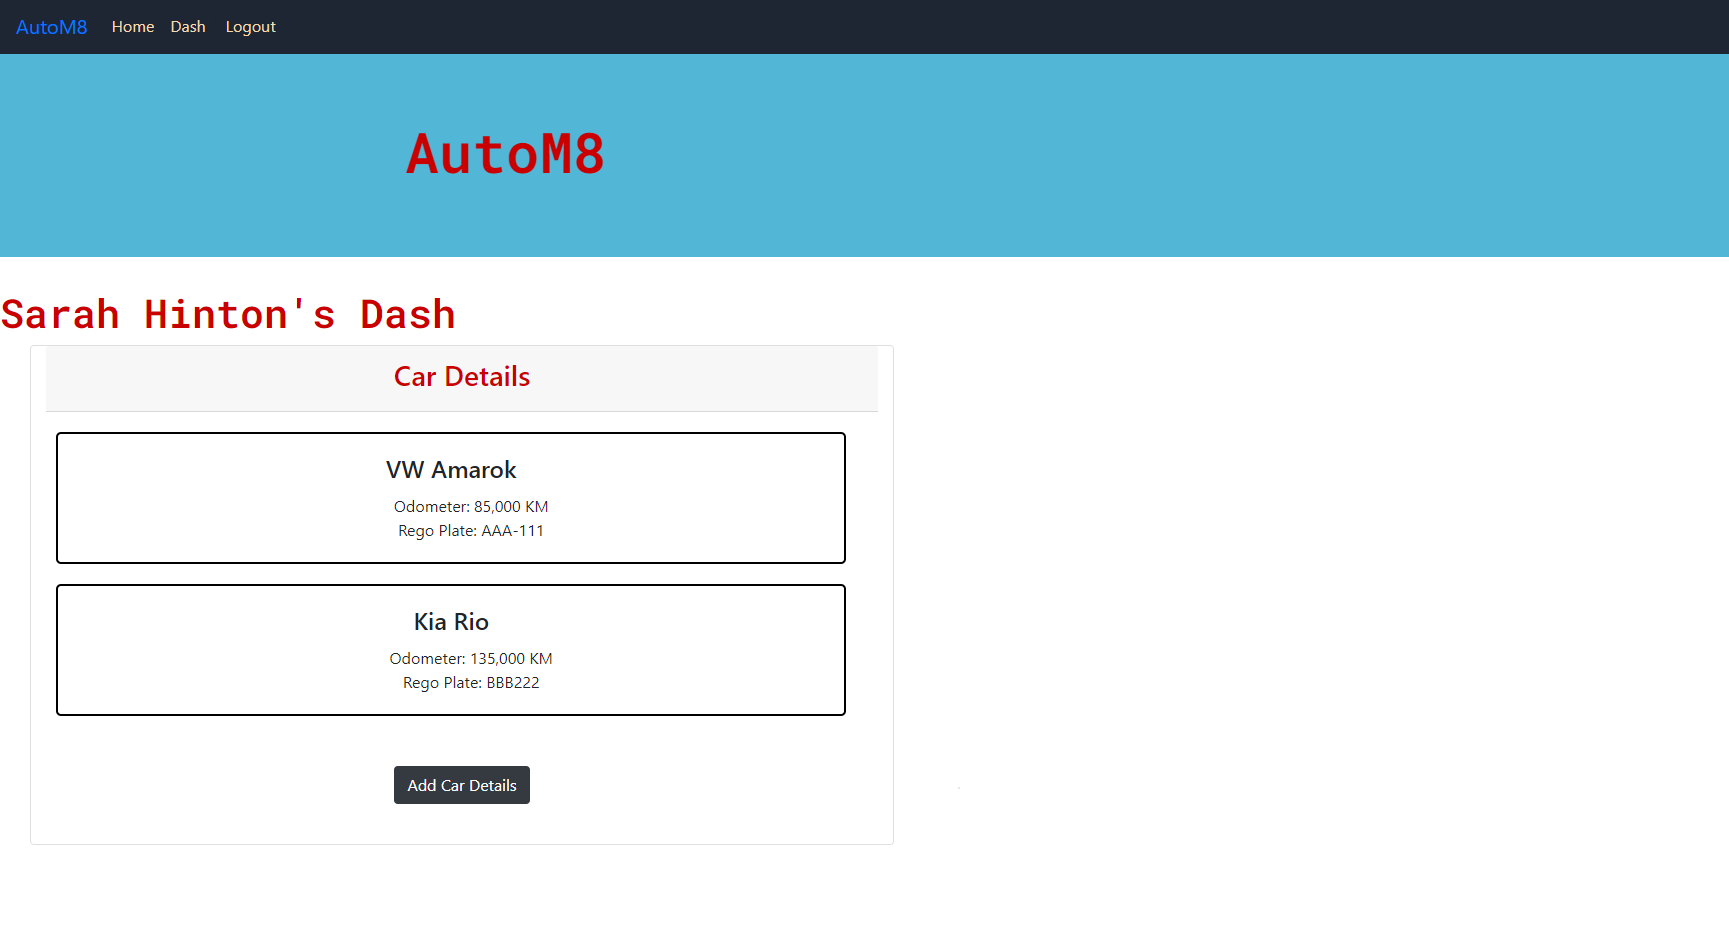 AutoM8 Home Dash Logout
AutoM8
Sarah Hinton's Dash
Car Details
VW Amarok
Odometer: 85,000 KM
Rego Plate: AAA-111
Kia Rio
Odometer: 135,000 KM
Rego Plate: BBB222
Add Car Details